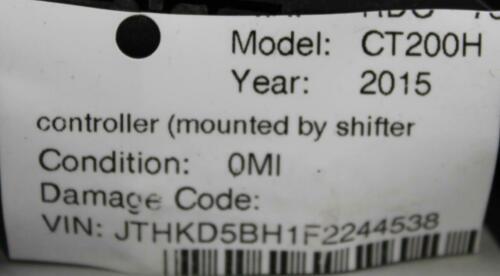 Model: CT200H
Year: 2015
controller (mounted by shifter
Condition: 0MI
Damage Code:
VIN: JTHKD5BH1F2244538